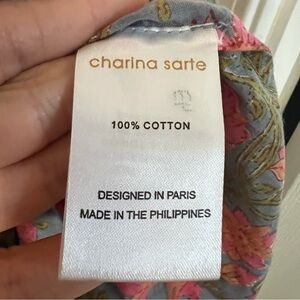 charina sarte
100% COTTON
DESIGNED IN PARIS
MADE IN THE PHILIPPINES